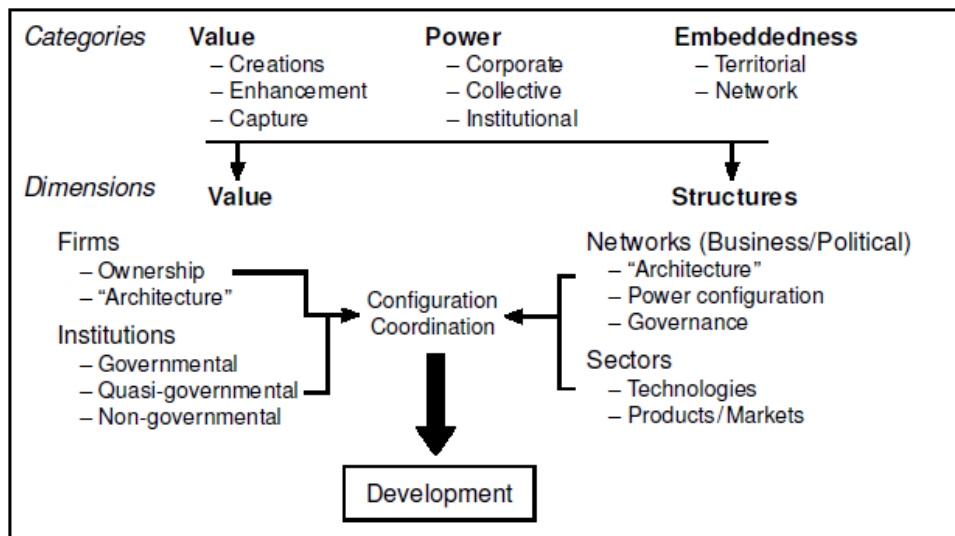 Categories
Value
– Creations
– Enhancement
– Capture
Power
– Corporate
– Collective
– Institutional
Embeddedness
– Territorial
– Network
Dimensions
Value
Structures
Firms
– Ownership
– “Architecture”
Institutions
– Governmental
– Quasi-governmental
– Non-governmental
Configuration
Coordination
Networks (Business/Political)
– “Architecture”
– Power configuration
– Governance
Sectors
– Technologies
– Products/Markets
Development